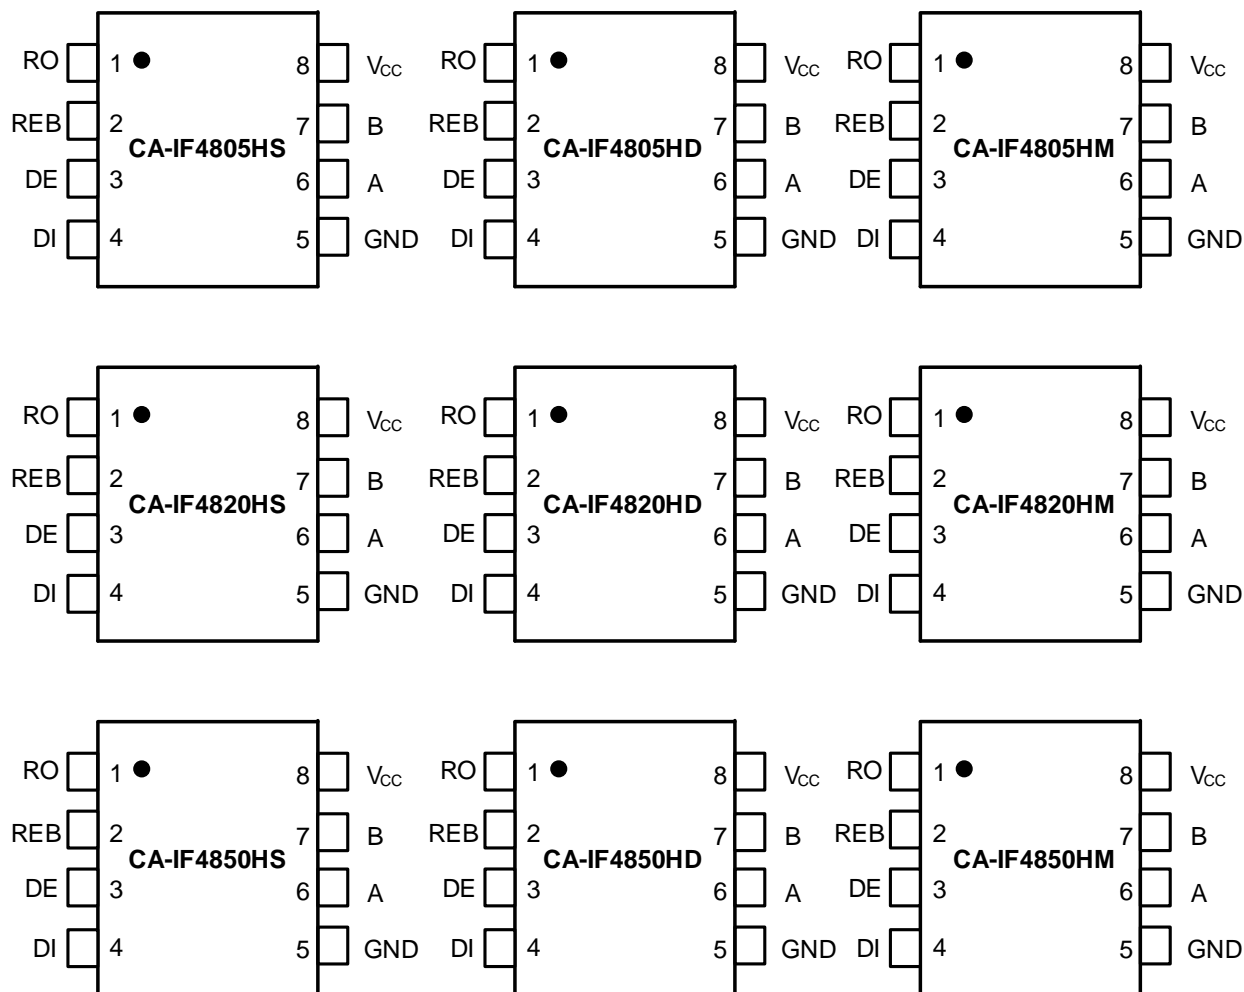 RO 1 8 VCC RO 1 8 VCC RO 1 8 VCC
REB 2 7 B REB 2 7 B REB 2 7 B
CA-IF4805HS CA-IF4805HD CA-IF4805HM
DE 3 6 A DE 3 6 A DE 3 6 A
DI 4 5 GND DI 4 5 GND DI 4 5 GND
RO 1 8 VCC RO 1 8 VCC RO 1 8 VCC
REB 2 7 B REB 2 7 B REB 2 7 B
CA-IF4820HS CA-IF4820HD CA-IF4820HM
DE 3 6 A DE 3 6 A DE 3 6 A
DI 4 5 GND DI 4 5 GND DI 4 5 GND
RO 1 8 VCC RO 1 8 VCC RO 1 8 VCC
REB 2 7 B REB 2 7 B REB 2 7 B
CA-IF4850HS CA-IF4850HD CA-IF4850HM
DE 3 6 A DE 3 6 A DE 3 6 A
DI 4 5 GND DI 4 5 GND DI 4 5 GND